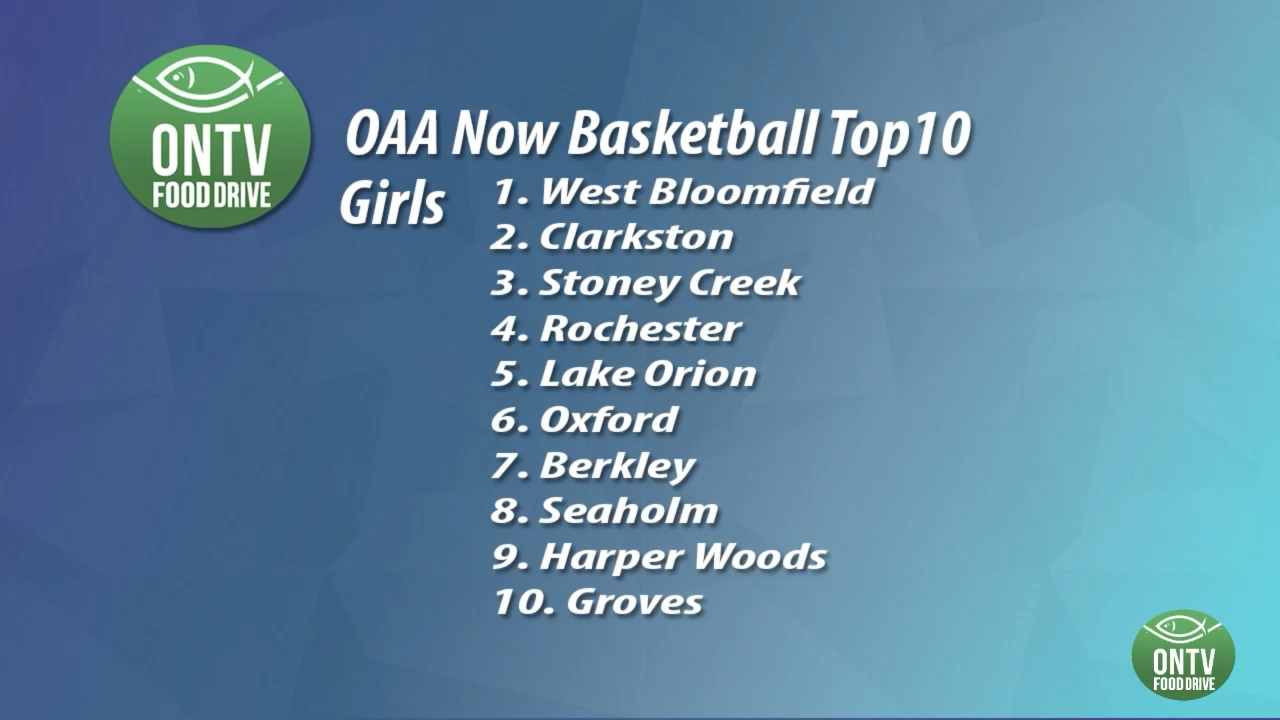 ONTV
FOOD DRIVE
OAA Now Basketball Top10
Girls
1. West Bloomfield
2. Clarkston
3. Stoney Creek
4. Rochester
5. Lake Orion
6. Oxford
7. Berkley
8. Seaholm
9. Harper Woods
10. Groves
ONTV
FOOD DRIVE